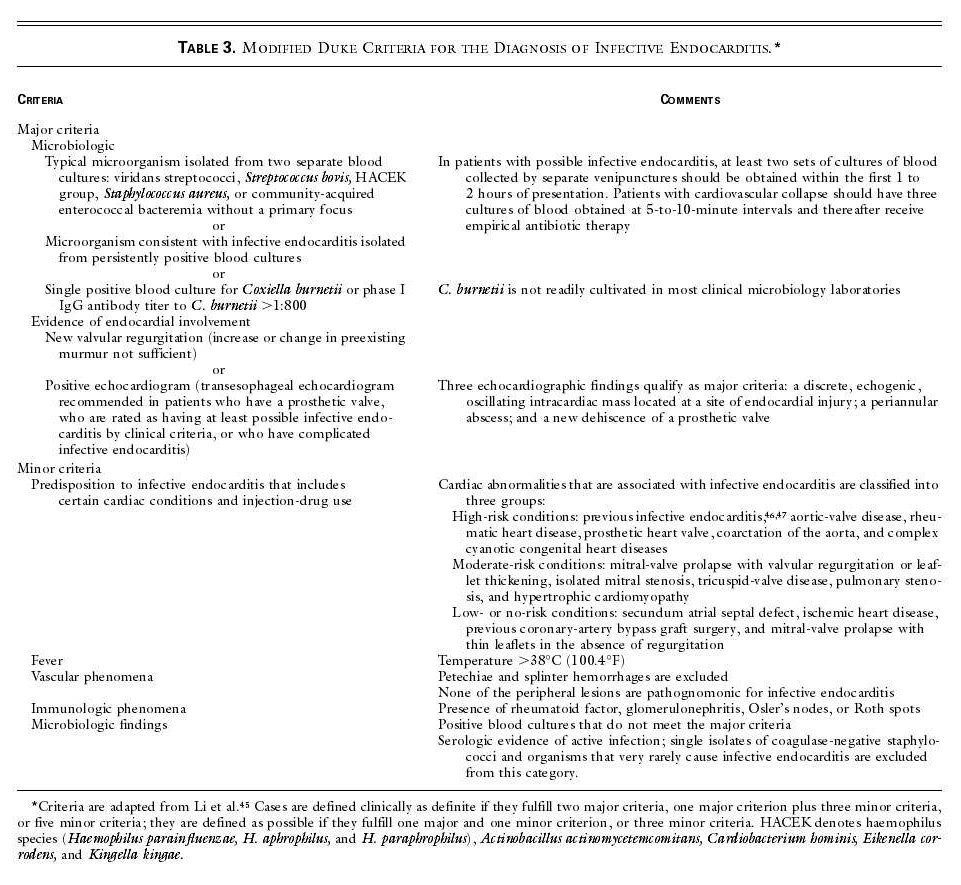 TABLE 3. MODIFIED DUKE CRITERIA FOR THE DIAGNOSIS OF INFECTIVE ENDOCARDITIS.*
CRITERIA
COMMENTS
Major criteria
Microbiologic
Typical microorganism isolated from two separate blood
cultures: viridans streptococci, Streptococcus bovis, HACEK
group, Staphylococcus aureus, or community-acquired
enterococcal bacteremia without a primary focus
In patients with possible infective endocarditis, at least two sets of cultures of blood
collected by separate venipunctures should be obtained within the first 1 to
2 hours of presentation. Patients with cardiovascular collapse should have three
cultures of blood obtained at 5-to-10-minute intervals and thereafter receive
empirical antibiotic therapy
or
Microorganism consistent with infective endocarditis isolated
from persistently positive blood cultures
or
Single positive blood culture for Coxiella burnetii or phase I
IgG antibody titer to C. burnetii >1:800
C. burnetii is not readily cultivated in most clinical microbiology laboratories
Evidence of endocardial involvement
New valvular regurgitation (increase or change in preexisting
murmur not sufficient)
or
Positive echocardiogram (transesophageal echocardiogram
recommended in patients who have a prosthetic valve,
who are rated as having at least possible infective endo-
carditis by clinical criteria, or who have complicated
infective endocarditis)
Three echocardiographic findings qualify as major criteria: a discrete, echogenic,
oscillating intracardiac mass located at a site of endocardial injury; a periannular
abscess; and a new dehiscence of a prosthetic valve
Minor criteria
Predisposition to infective endocarditis that includes
certain cardiac conditions and injection-drug use
Cardiac abnormalities that are associated with infective endocarditis are classified into
three groups:
High-risk conditions: previous infective endocarditis,46,47 aortic-valve disease, rheu-
matic heart disease, prosthetic heart valve, coarctation of the aorta, and complex
cyanotic congenital heart diseases
Moderate-risk conditions: mitral-valve prolapse with valvular regurgitation or leaf-
let thickening, isolated mitral stenosis, tricuspid-valve disease, pulmonary steno-
sis, and hypertrophic cardiomyopathy
Low- or no-risk conditions: secundum atrial septal defect, ischemic heart disease,
previous coronary-artery bypass graft surgery, and mitral-valve prolapse with
thin leaflets in the absence of regurgitation
Fever
Temperature >38°C (100.4°F)
Vascular phenomena
Petechiae and splinter hemorrhages are excluded
None of the peripheral lesions are pathognomonic for infective endocarditis
Immunologic phenomena
Presence of rheumatoid factor, glomerulonephritis, Osler's nodes, or Roth spots
Microbiologic findings
Positive blood cultures that do not meet the major criteria
Serologic evidence of active infection; single isolates of coagulase-negative staphylo-
cocci and organisms that very rarely cause infective endocarditis are excluded
from this category.
*Criteria are adapted from Li et al.45 Cases are defined clinically as definite if they fulfill two major criteria, one major criterion plus three minor criteria,
or five minor criteria; they are defined as possible if they fulfill one major and one minor criterion, or three minor criteria. HACEK denotes haemophilus
species (Haemophilus parainfluenzae, H. aphrophilus, and H. paraphrophilus), Actinobacillus actinomycetemcomitans, Cardiobacterium hominis, Eikenella cor-
rodens, and Kingella kingae.